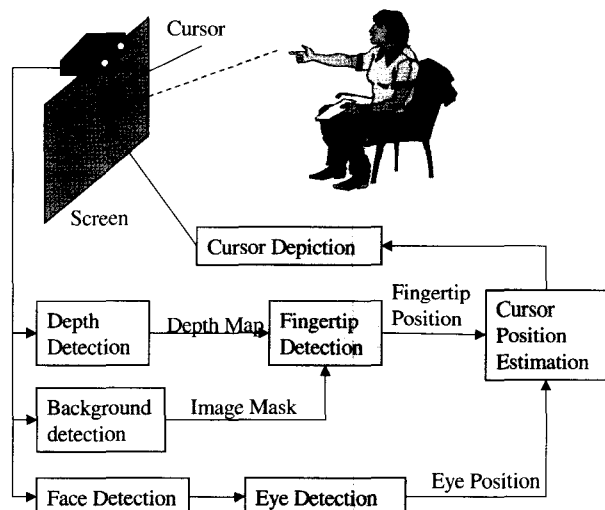 Cursor
Screen
Cursor Depiction
Fingertip
Position
Depth
Detection
Depth Map
Fingertip
Detection
Cursor
Position
Estimation
Background
detection
Image Mask
Face Detection
Eye Detection
Eye Position